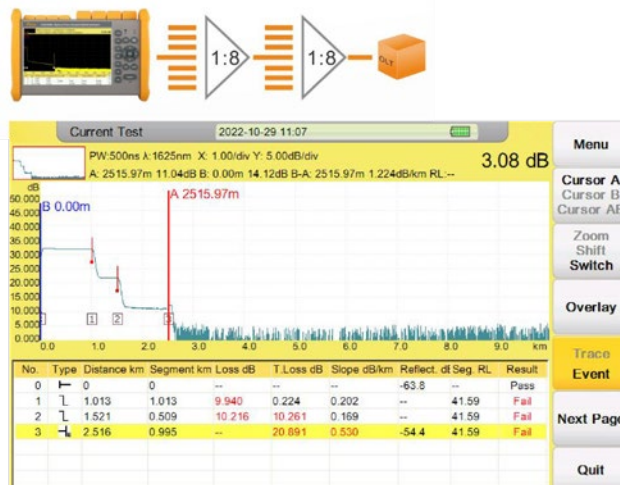 1:8
1:8
OLT
Current Test 2022-10-29 11:07
PW:500ns λ:1625nm X: 1.00/div Y: 5.00dB/div
3.08 dB
A: 2515.97m 11.04dB B: 0.00m 14.12dB B-A: 2515.97m 1.224dB/km RL:--
dB
50.000
45.000
40.000
35.000
30.000
25.000
20.000
15.000
10.000
5.000
0.000
B 0.00m
A 2515.97m
1
2
3
0.0 1.0 2.0 3.0 4.0 5.0 6.0 7.0 8.0 9.0 km
No. Type Distance km Segment km Loss dB T.Loss dB Slope dB/km Reflect. dB Seg. RL Result
0 0 0 -- -- -- -63.8 -- Pass
1 1.013 1.013 9.940 0.224 0.202 -- 41.59 Fail
2 1.521 0.509 10.216 10.261 0.169 -- 41.59 Fail
3 2.516 0.995 -- 20.891 0.530 -54.4 41.59 Fail
Menu
Cursor A
Cursor B
Cursor AB
Zoom
Shift
Switch
Overlay
Trace
Event
Next Page
Quit